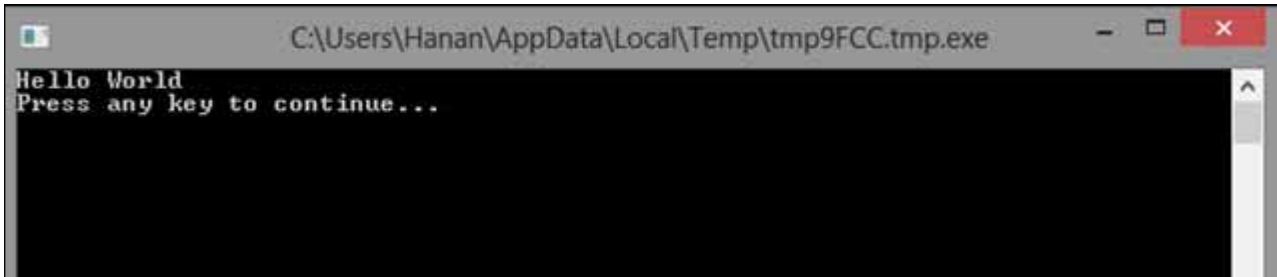 C:\Users\Hanan\AppData\Local\Temp\tmp9FCC.tmp.exe
Hello World
Press any key to continue...